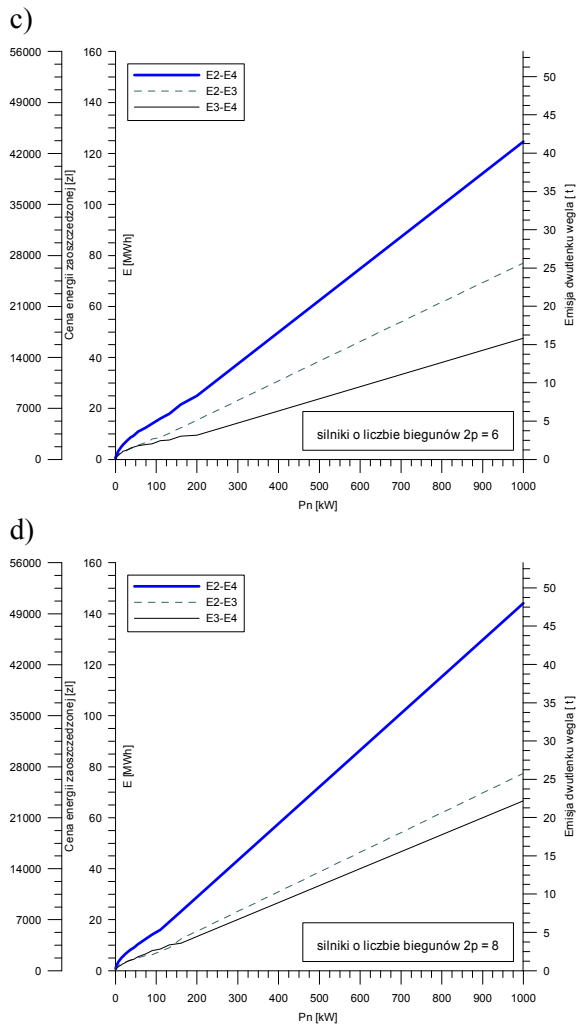 c)
56000
49000
42000
35000
28000
21000
14000
7000
0
Cena energii zaoszczedzonej [zl]
160
140
120
100
80
60
40
20
0
E [MWh]
E2-E4
E2-E3
E3-E4
silniki o liczbie biegunów 2p = 6
50
45
40
35
30
25
20
15
10
5
0
Emisja dwutlenku wegla [ t ]
0 100 200 300 400 500 600 700 800 900 1000
Pn [kW]
d)
56000
49000
42000
35000
28000
21000
14000
7000
0
Cena energii zaoszczedzonej [zl]
160
140
120
100
80
60
40
20
0
E [MWh]
E2-E4
E2-E3
E3-E4
silniki o liczbie biegunów 2p = 8
50
45
40
35
30
25
20
15
10
5
0
Emisja dwutlenku wegla [ t ]
0 100 200 300 400 500 600 700 800 900 1000
Pn [kW]